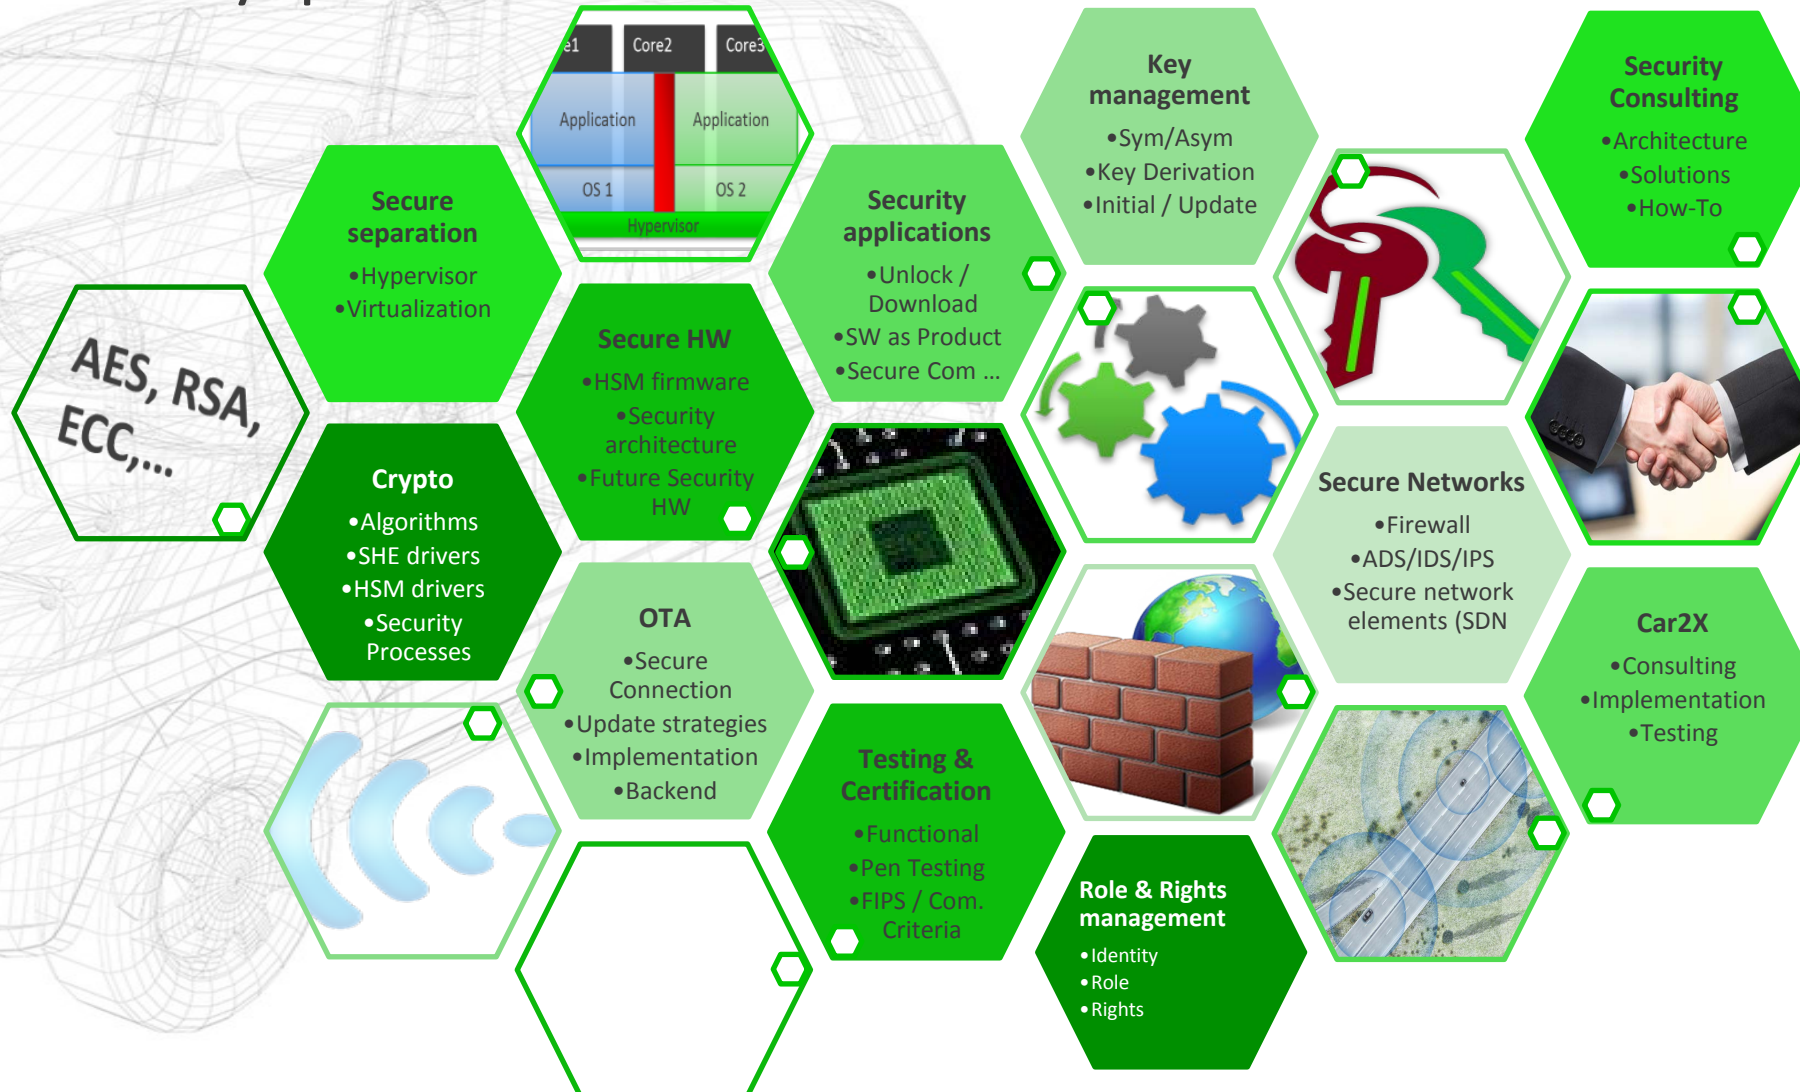 Core2
Core3
Application
Application
OS 1
OS 2
Hypervisor
Key
management
•Sym/Asym
•Key Derivation
•Initial / Update
Security
Consulting
•Architecture
•Solutions
•How-To
Secure
separation
•Hypervisor
•Virtualization
Security
applications
•Unlock /
Download
•SW as Product
•Secure Com ...
AES, RSA,
ECC,...
Secure HW
•HSM firmware
•Security
architecture
•Future Security
HW
Crypto
•Algorithms
•SHE drivers
•HSM drivers
•Security
Processes
Secure Networks
•Firewall
•ADS/IDS/IPS
•Secure network
elements (SDN
OTA
•Secure
Connection
•Update strategies
•Implementation
•Backend
Car2X
•Consulting
•Implementation
•Testing
Testing &
Certification
•Functional
•Pen Testing
•FIPS / Com.
Criteria
Role & Rights
management
•Identity
•Role
•Rights